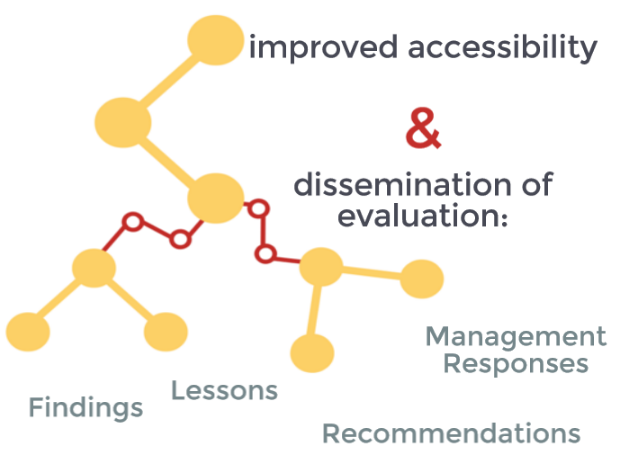 improved accessibility
&
dissemination of
evaluation:
Management
Responses
Lessons
Findings
Recommendations